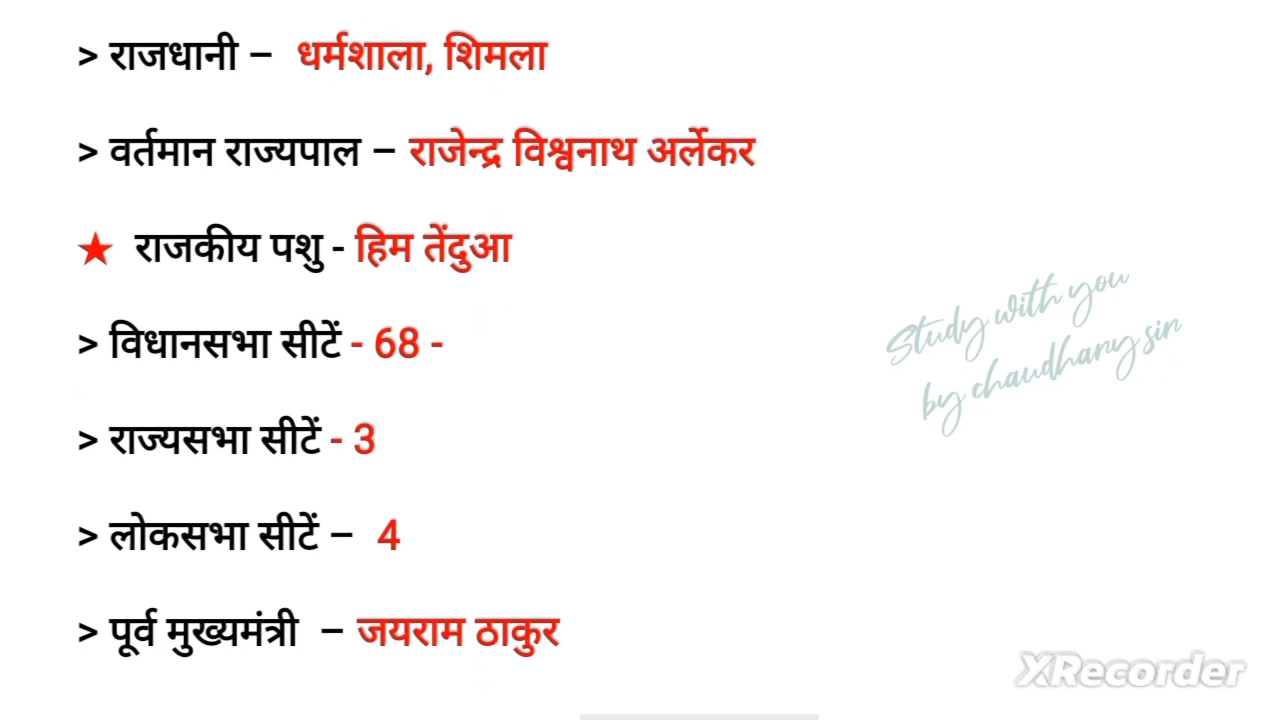 > राजधानी – धर्मशाला, शिमला
> वर्तमान राज्यपाल – राजेन्द्र विश्वनाथ अर्लेकर
★ राजकीय पशु - हिम तेंदुआ
> विधानसभा सीटें - 68 -
> राज्यसभा सीटें - 3
> लोकसभा सीटें – 4
> पूर्व मुख्यमंत्री – जयराम ठाकुर
Study with you
by chaudhary sir
XRecorder